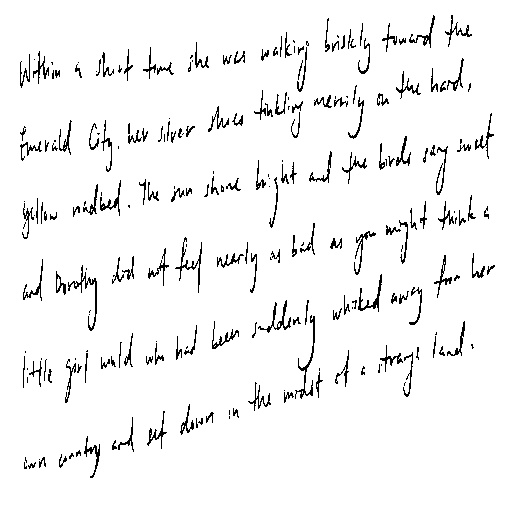 Within a short time she was walking briskly toward the
Emerald City, her silver shoes tinkling merrily on the hard,
yellow roadbed. The sun shone bright and the birds sang sweet
and Dorothy did not feel nearly as bad as you might think a
little girl would who had been suddenly whisked away from her
own country and set down in the midst of a strange land.